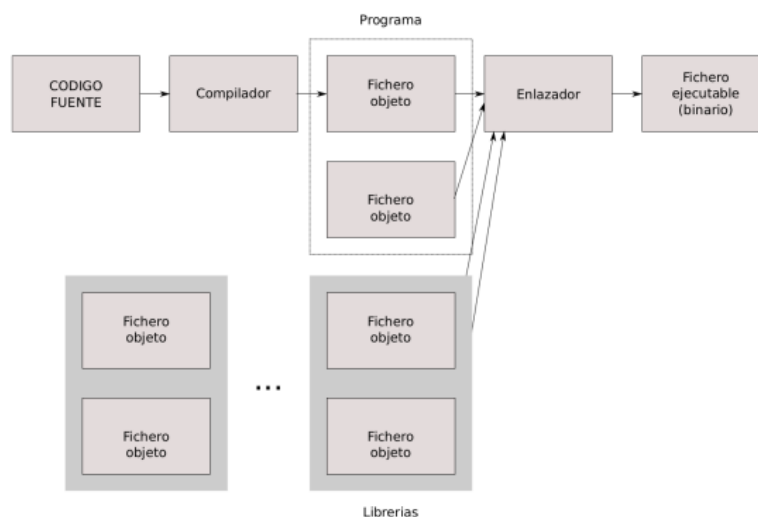 Programa
CODIGO
FUENTE
Compilador
Fichero
objeto
Enlazador
Fichero
ejecutable
(binario)
Fichero
objeto
Fichero
objeto
Fichero
objeto
...
Fichero
objeto
Fichero
objeto
Librerias